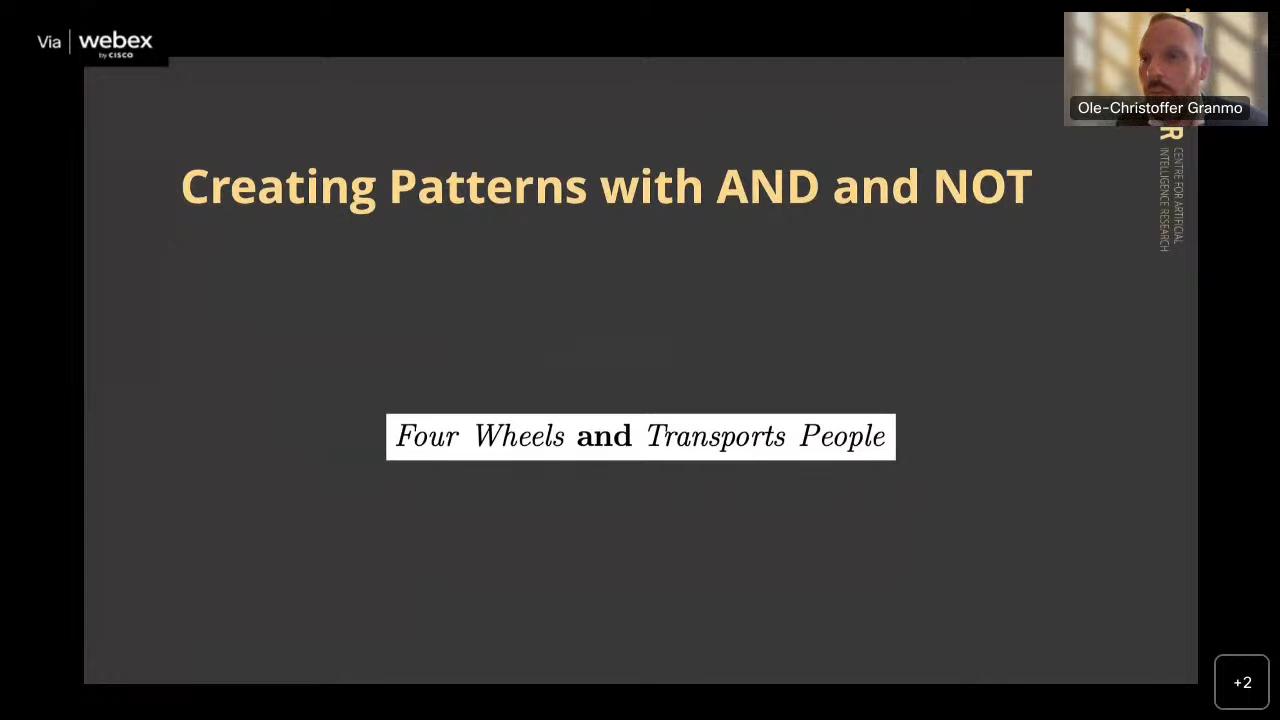 Via webex
by CISCO
Ole-Christoffer Granmo
R
CENTRE FOR ARTIFICIAL
INTELLIGENCE RESEARCH
Creating Patterns with AND and NOT
Four Wheels and Transports People
+2